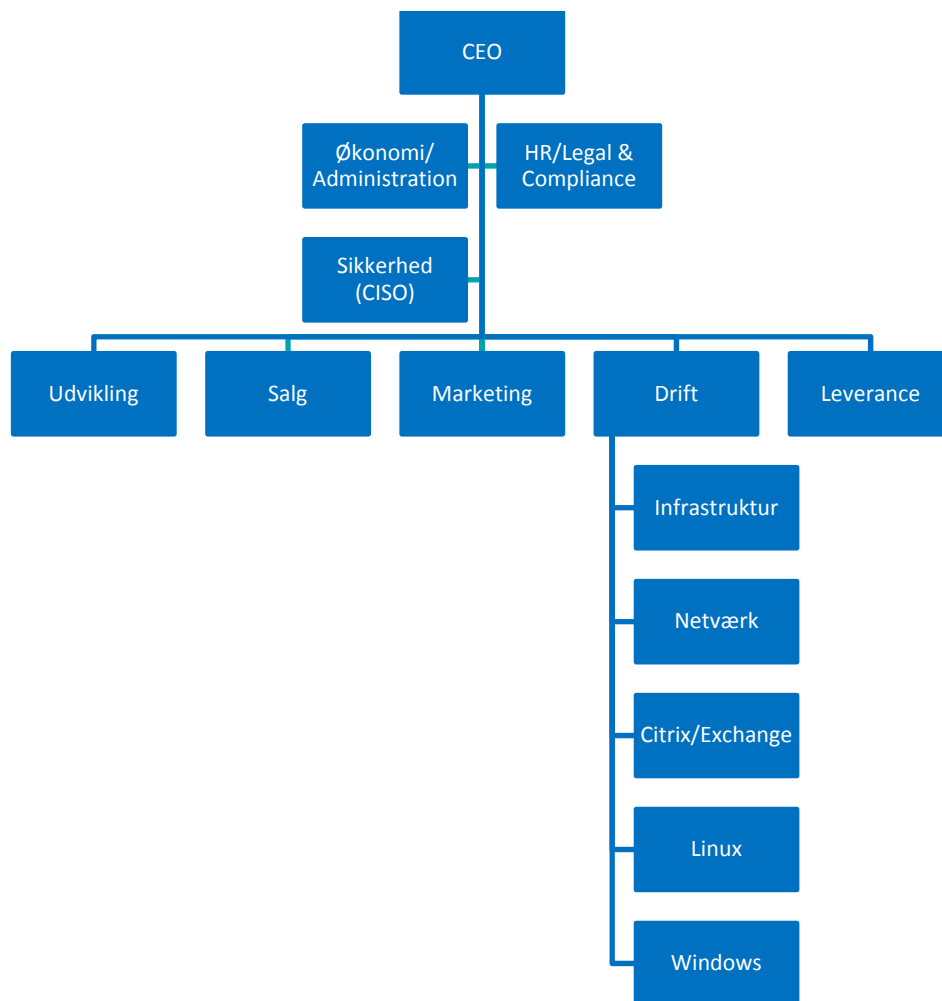 CEO
Økonomi/
Administration
HR/Legal &
Compliance
Sikkerhed
(CISO)
Udvikling
Salg
Marketing
Drift
Leverance
Infrastruktur
Netværk
Citrix/Exchange
Linux
Windows